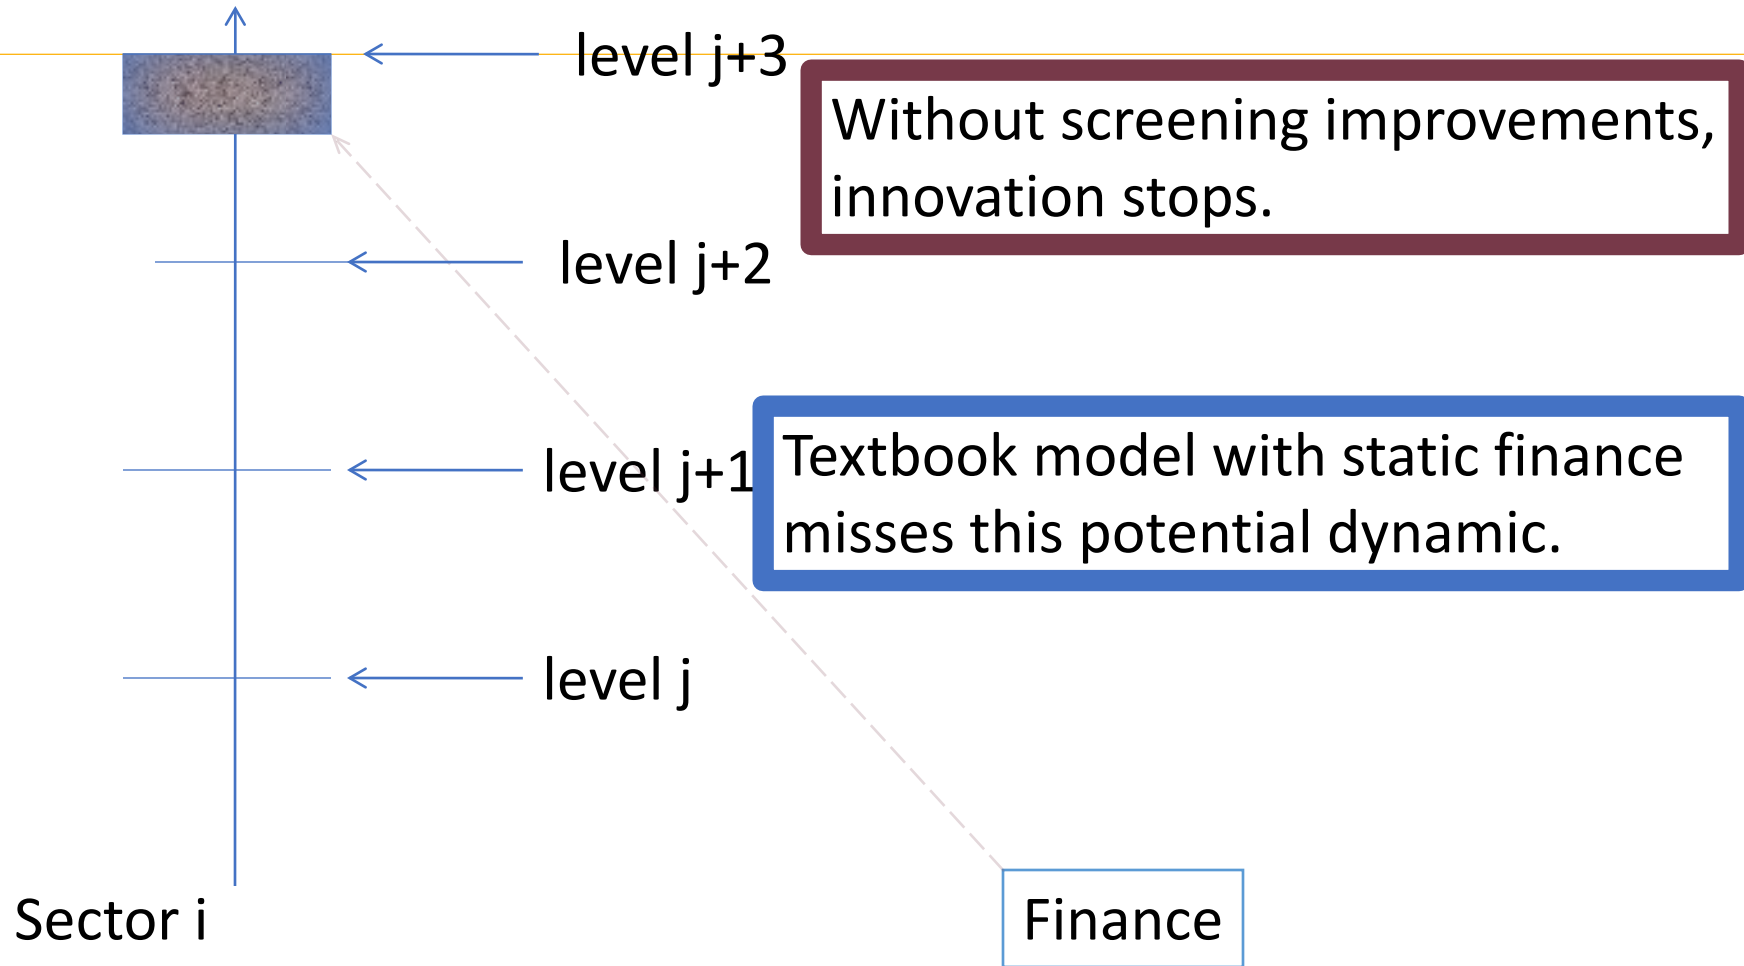 level j+3
Without screening improvements,
innovation stops.
level j+2
level j+1
Textbook model with static finance
misses this potential dynamic.
level j
Sector i
Finance